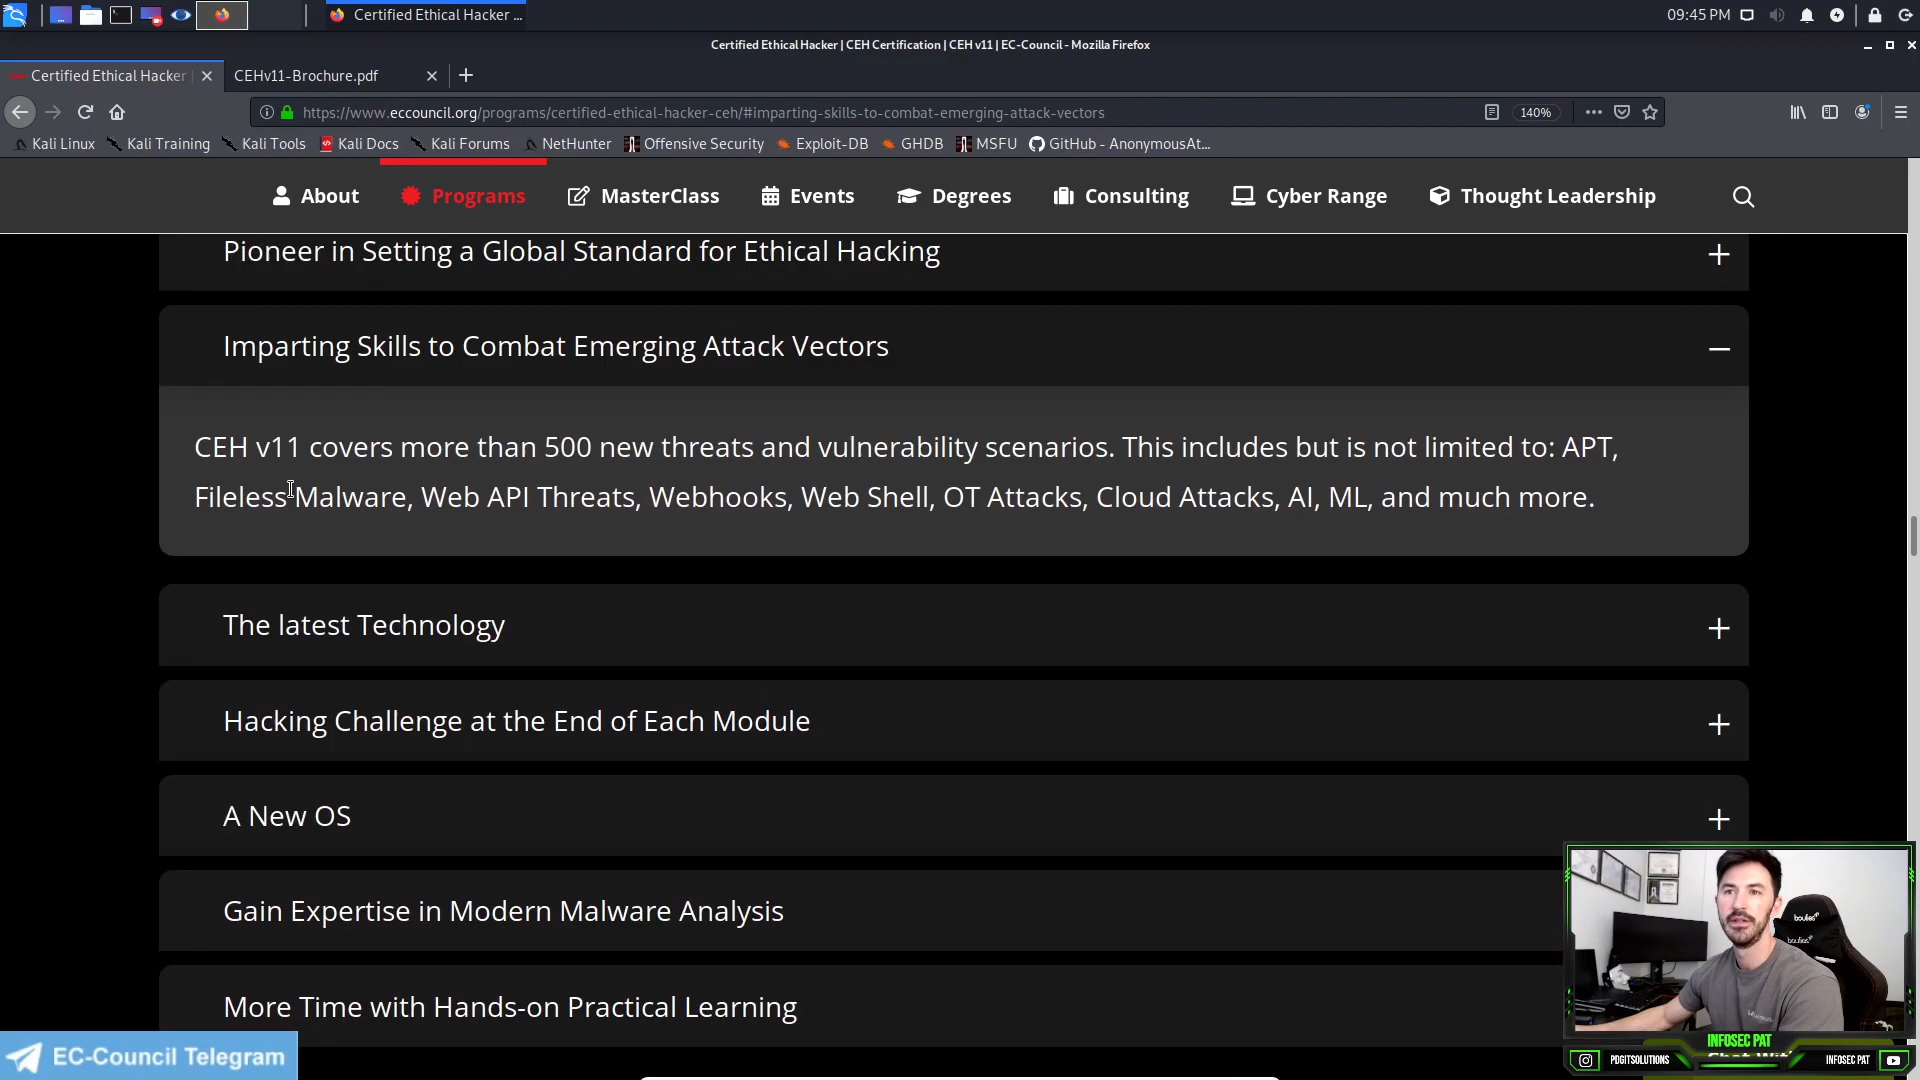 Certified Ethical Hacker ...
09:45 PM
Certified Ethical Hacker | CEH Certification | CEH v11 | EC-Council - Mozilla Firefox
Certified Ethical Hacker |
CEHv11-Brochure.pdf
https://www.eccouncil.org/programs/certified-ethical-hacker-ceh/#imparting-skills-to-combat-emerging-attack-vectors
140%
Kali Linux
Kali Training
Kali Tools
Kali Docs
Kali Forums
NetHunter
Offensive Security
Exploit-DB
GHDB
MSFU
GitHub - AnonymousAt...
About
Programs
MasterClass
Events
Degrees
Consulting
Cyber Range
Thought Leadership
Pioneer in Setting a Global Standard for Ethical Hacking
Imparting Skills to Combat Emerging Attack Vectors
CEH v11 covers more than 500 new threats and vulnerability scenarios. This includes but is not limited to: APT,
Fileless Malware, Web API Threats, Webhooks, Web Shell, OT Attacks, Cloud Attacks, AI, ML, and much more.
The latest Technology
Hacking Challenge at the End of Each Module
A New OS
Gain Expertise in Modern Malware Analysis
More Time with Hands-on Practical Learning
EC-Council Telegram
boulies
boulies
INFOSEC PAT
PDGITSOLUTIONS
INFOSEC PAT